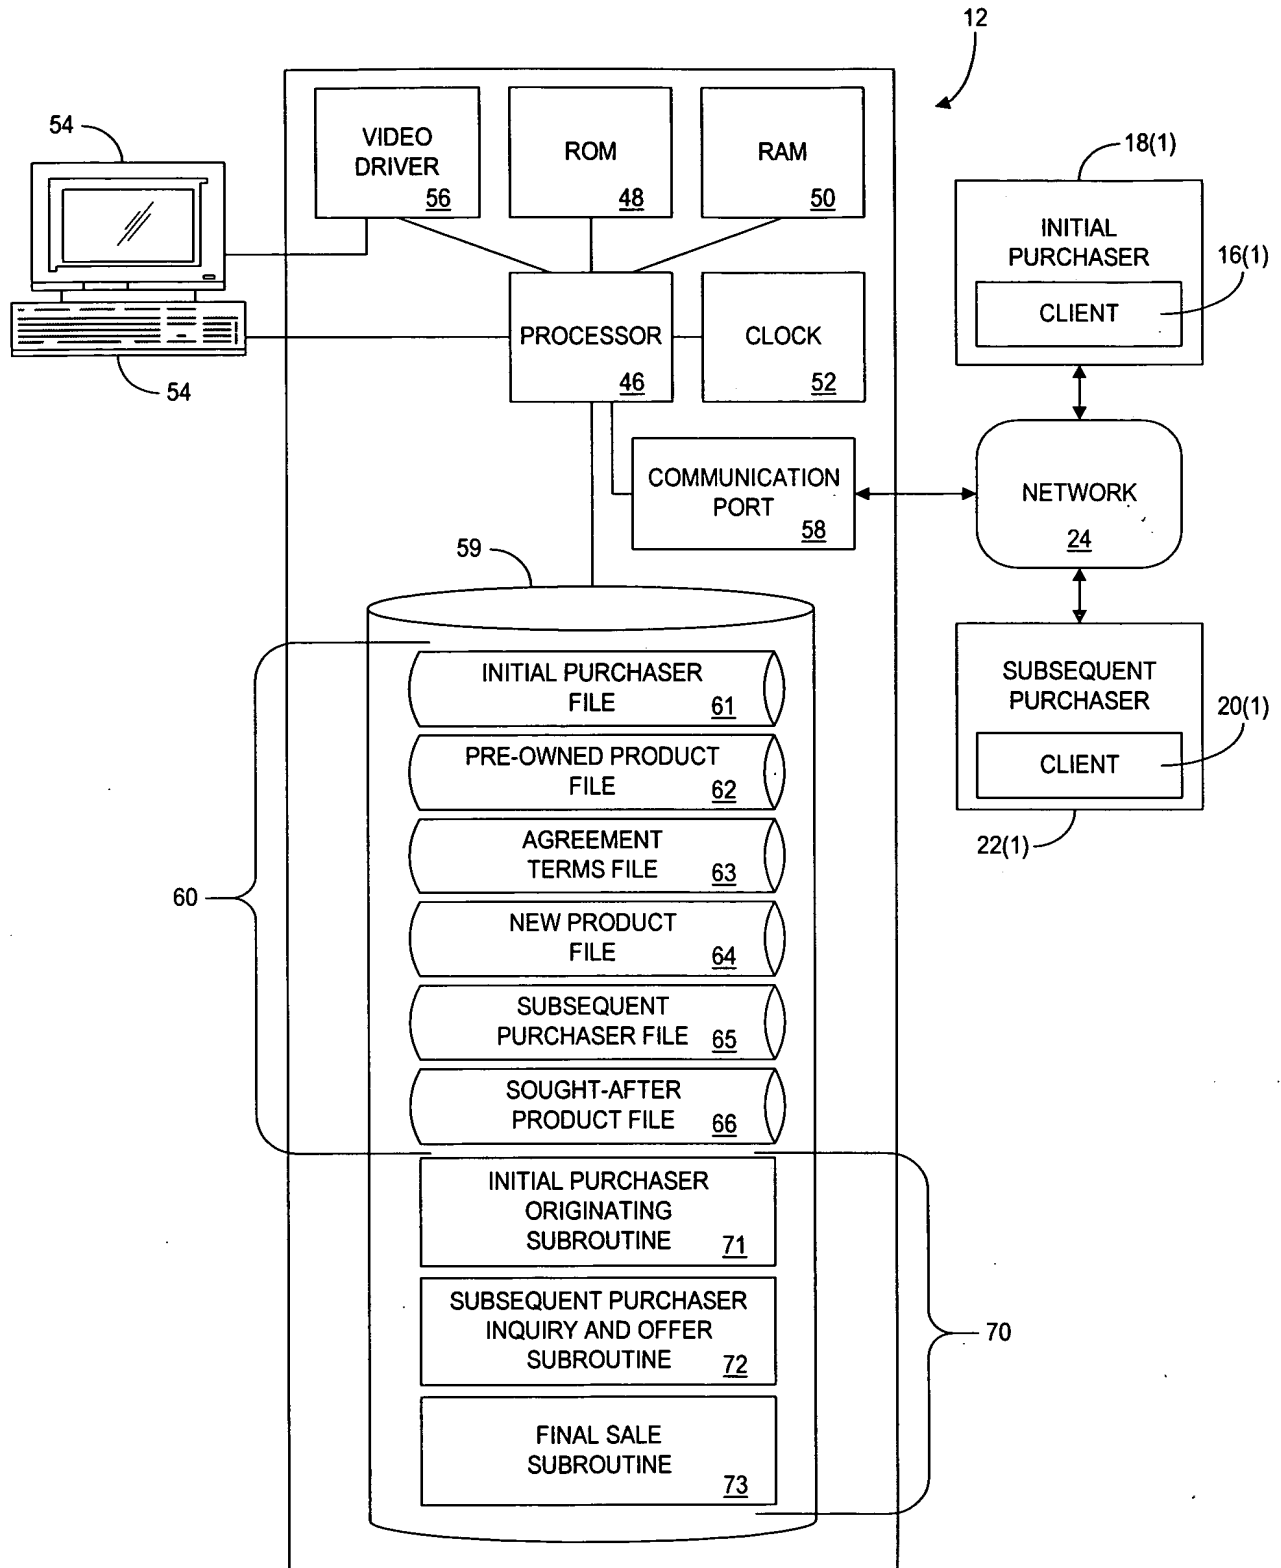 12
54
VIDEO
DRIVER
56
ROM
48
RAM
50
18(1)
INITIAL
PURCHASER
16(1)
CLIENT
PROCESSOR
46
CLOCK
52
54
COMMUNICATION
PORT
58
NETWORK
24
59
SUBSEQUENT
PURCHASER
20(1)
CLIENT
22(1)
60
INITIAL PURCHASER
FILE
61
PRE-OWNED PRODUCT
FILE
62
AGREEMENT
TERMS FILE
63
NEW PRODUCT
FILE
64
SUBSEQUENT
PURCHASER FILE
65
SOUGHT-AFTER
PRODUCT FILE
66
INITIAL PURCHASER
ORIGINATING
SUBROUTINE
71
SUBSEQUENT PURCHASER
INQUIRY AND OFFER
SUBROUTINE
72
70
FINAL SALE
SUBROUTINE
73